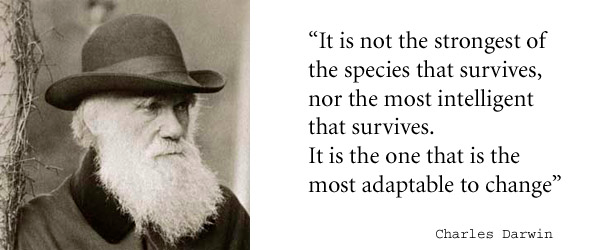 “It is not the strongest of
the species that survives,
nor the most intelligent
that survives.
It is the one that is the
most adaptable to change”
Charles Darwin